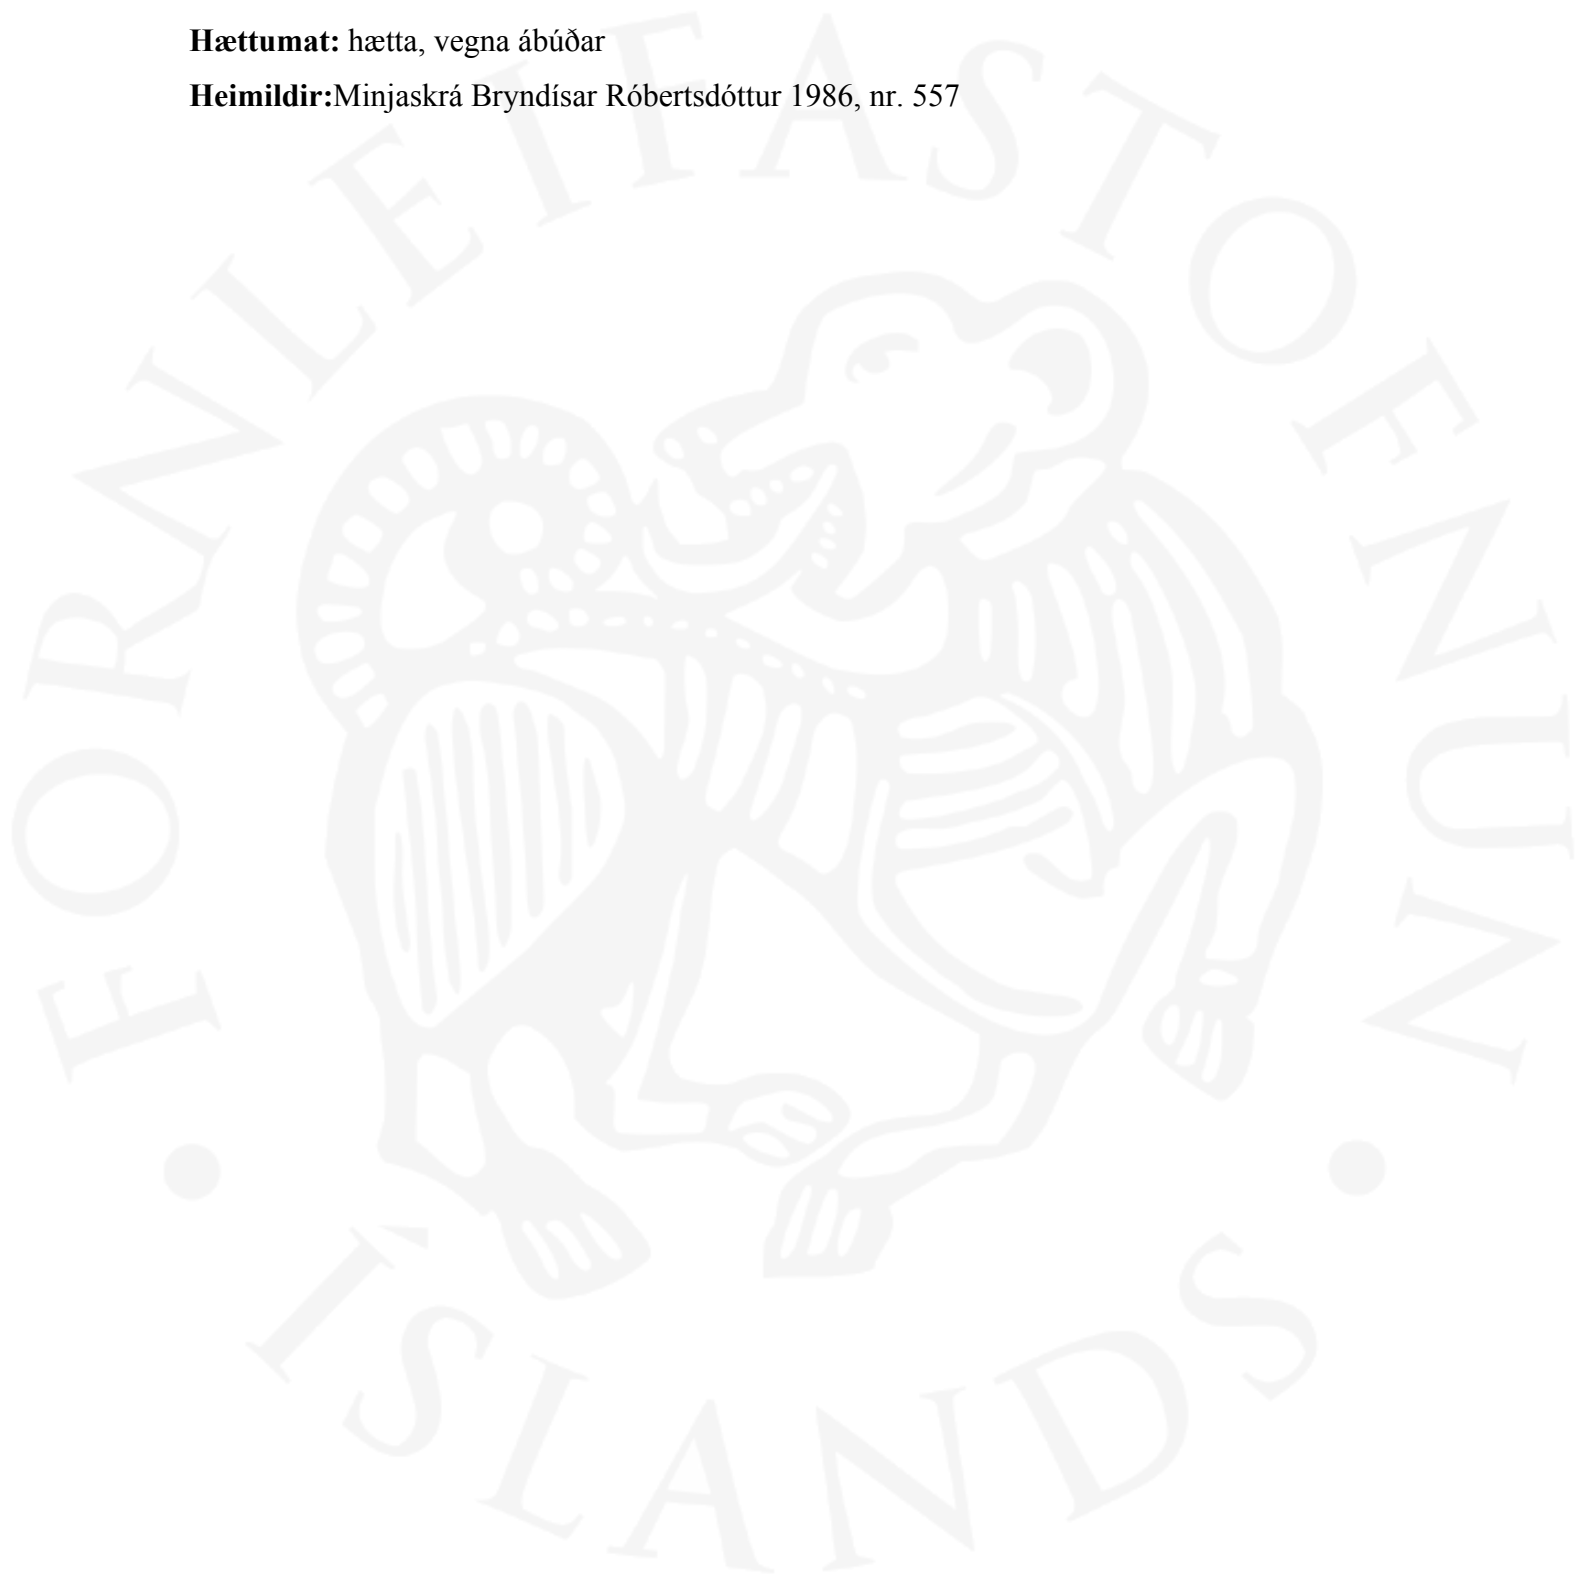 Hættumat: hætta, vegna ábúðar
Heimildir:Minjaskrá Bryndísar Róbertsdóttur 1986, nr. 557
FORNLEIFASTOFNUN
• ÍSLANDS •